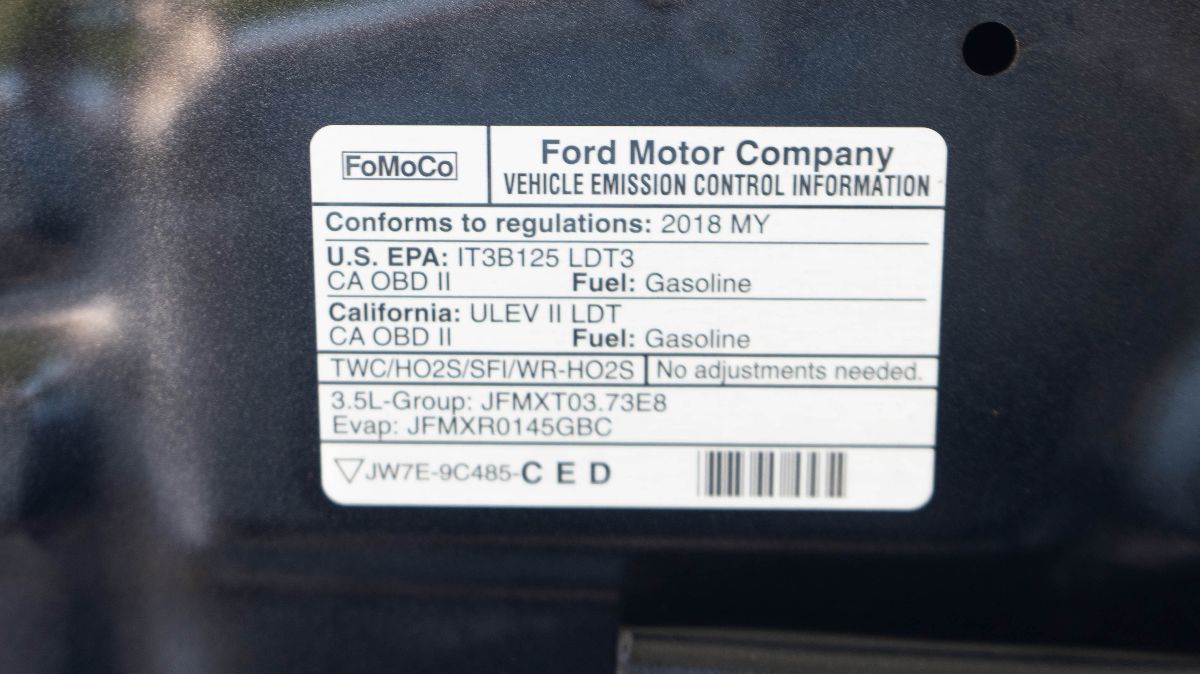 FoMoCo
Ford Motor Company
VEHICLE EMISSION CONTROL INFORMATION
Conforms to regulations: 2018 MY
U.S. EPA: IT3B125 LDT3
CA OBD II Fuel: Gasoline
California: ULEV II LDT
CA OBD II Fuel: Gasoline
TWC/HO2S/SFI/WR-HO2S No adjustments needed.
3.5L-Group: JFMXT03.73E8
Evap: JFMXR0145GBC
▽JW7E-9C485-C E D